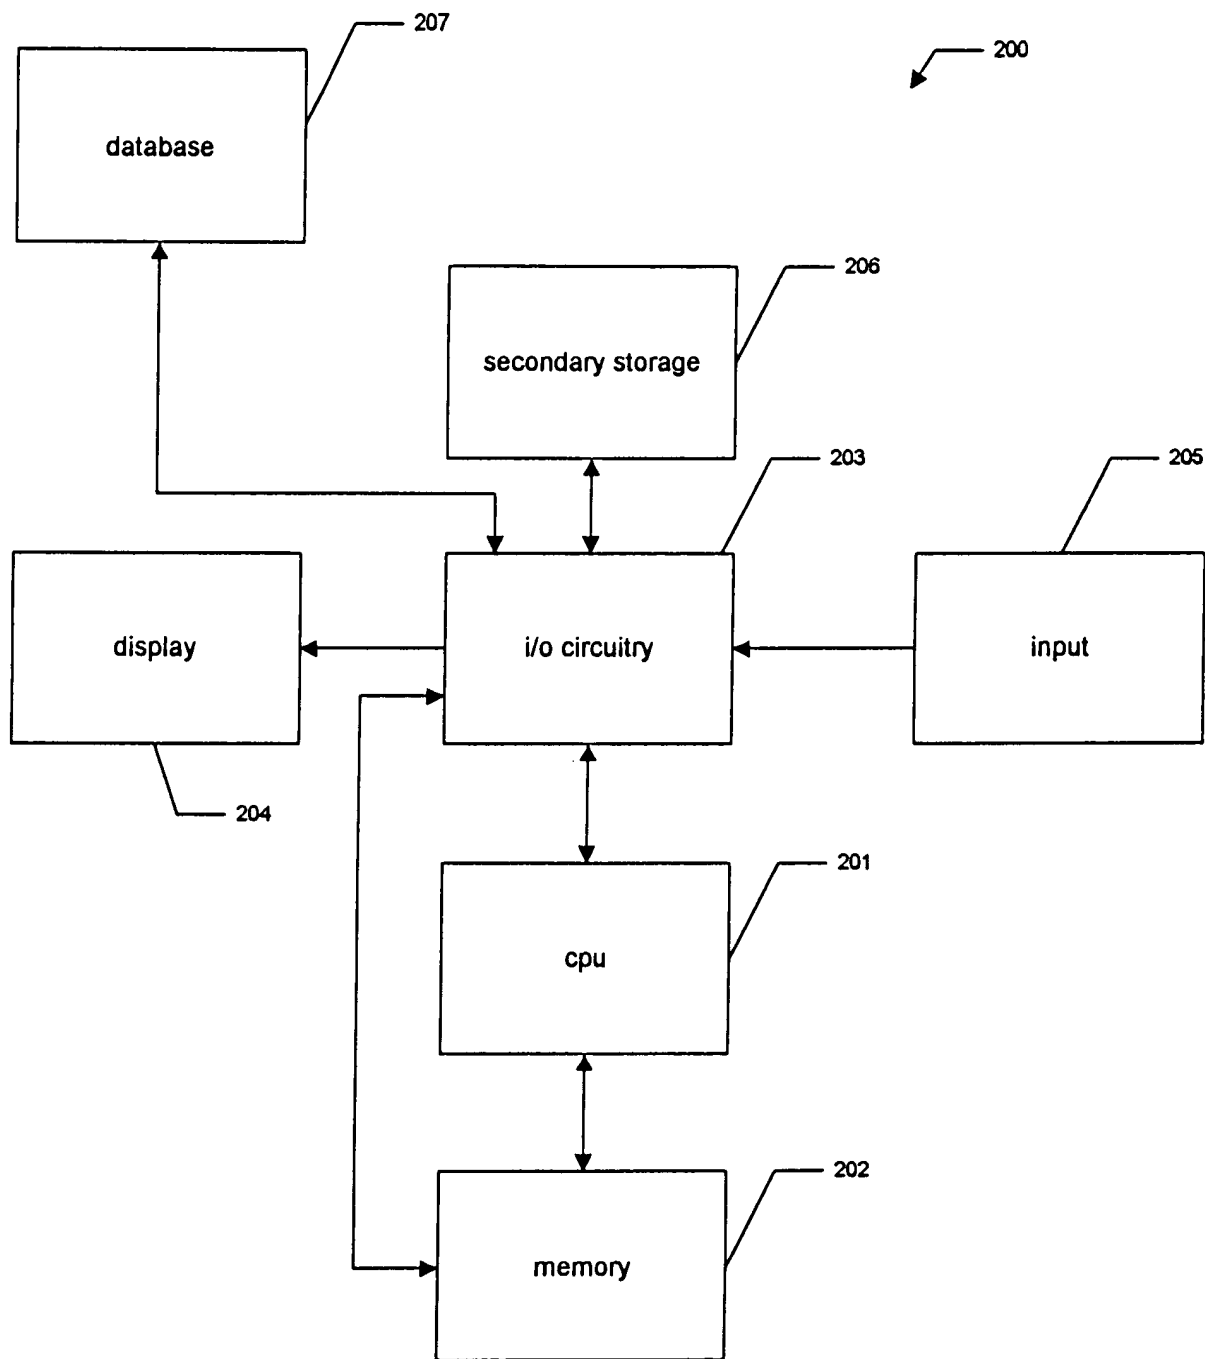 207
200
database
206
secondary storage
203
205
display
i/o circuitry
input
204
201
cpu
202
memory